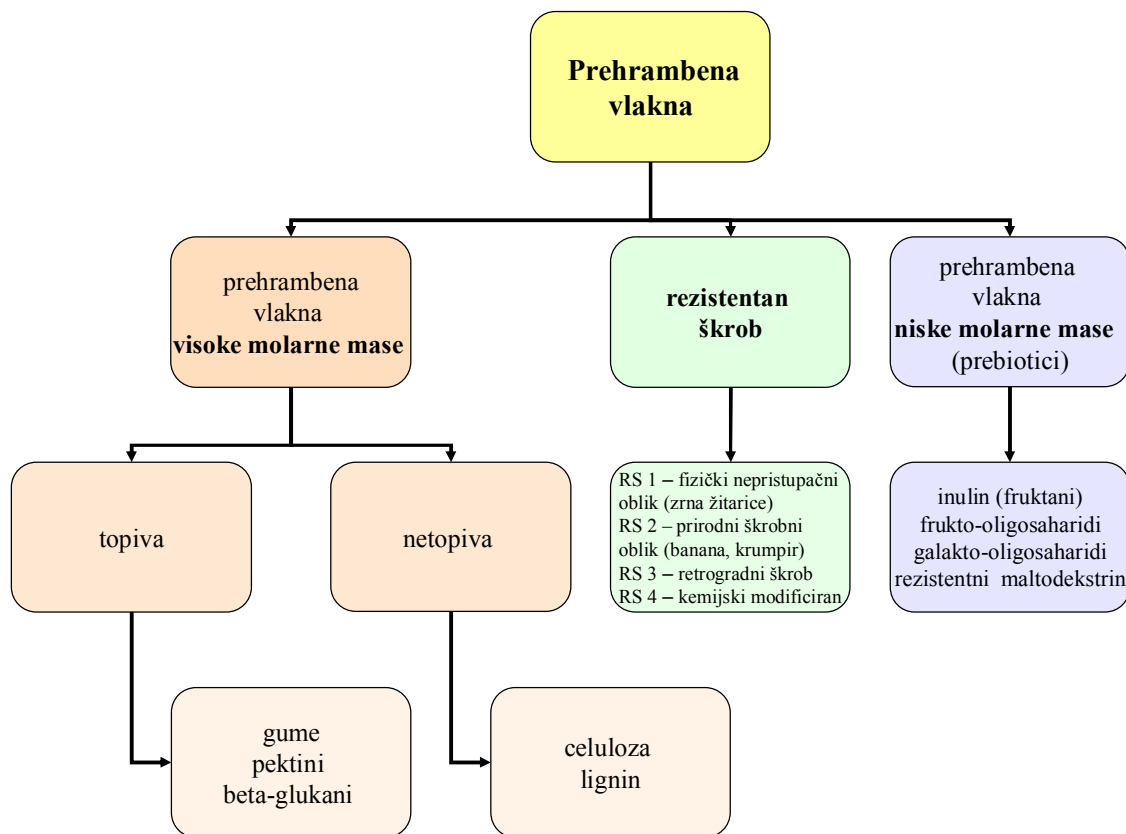 Prehrambena
vlakna
prehrambena
vlakna
visoke molarne mase
rezistentan
škrob
prehrambena
vlakna
niske molarne mase
(prebiotici)
topiva
netopiva
RS 1 – fizički nepristupačni
oblik (zrna žitarice)
RS 2 – prirodni škrobni
oblik (banana, krumpir)
RS 3 – retrogradni škrob
RS 4 – kemijski modificiran
inulin (fruktani)
frukto-oligosaharidi
galakto-oligosaharidi
rezistentni maltodekstrin
gume
pektini
beta-glukani
celuloza
lignin